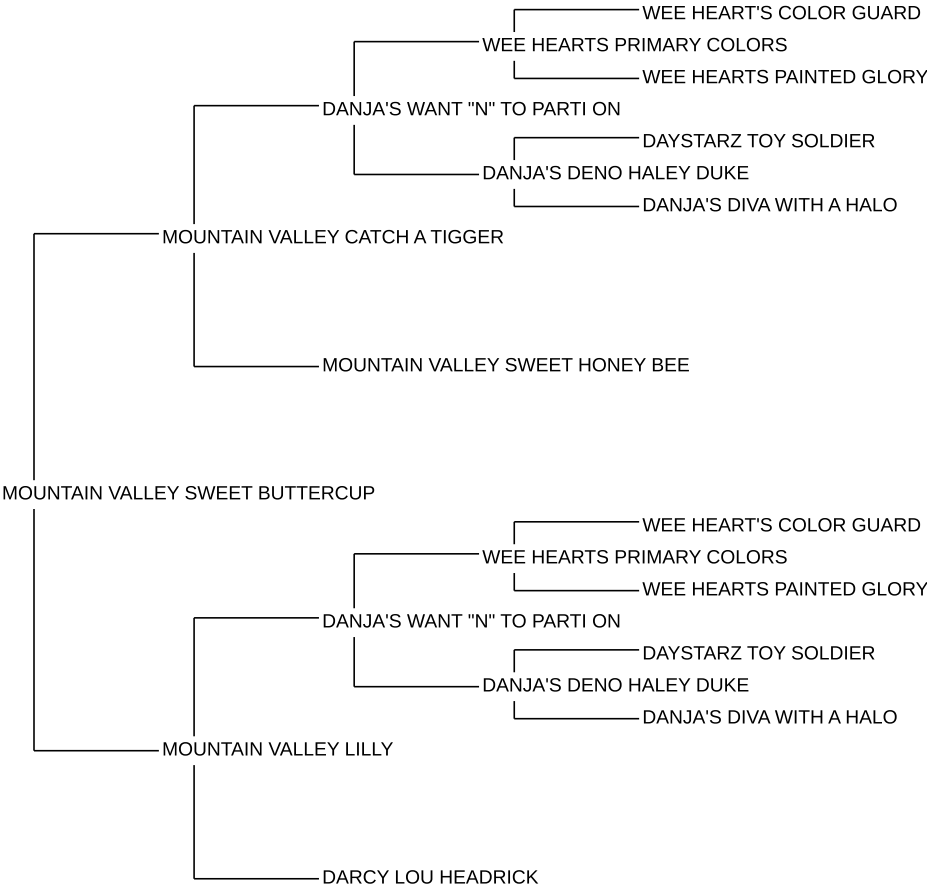 WEE HEART'S COLOR GUARD
WEE HEARTS PRIMARY COLORS
WEE HEARTS PAINTED GLORY
DANJA'S WANT "N" TO PARTI ON
DAYSTARZ TOY SOLDIER
DANJA'S DENO HALEY DUKE
DANJA'S DIVA WITH A HALO
MOUNTAIN VALLEY CATCH A TIGGER
MOUNTAIN VALLEY SWEET HONEY BEE
MOUNTAIN VALLEY SWEET BUTTERCUP
WEE HEART'S COLOR GUARD
WEE HEARTS PRIMARY COLORS
WEE HEARTS PAINTED GLORY
DANJA'S WANT "N" TO PARTI ON
DAYSTARZ TOY SOLDIER
DANJA'S DENO HALEY DUKE
DANJA'S DIVA WITH A HALO
MOUNTAIN VALLEY LILLY
DARCY LOU HEADRICK